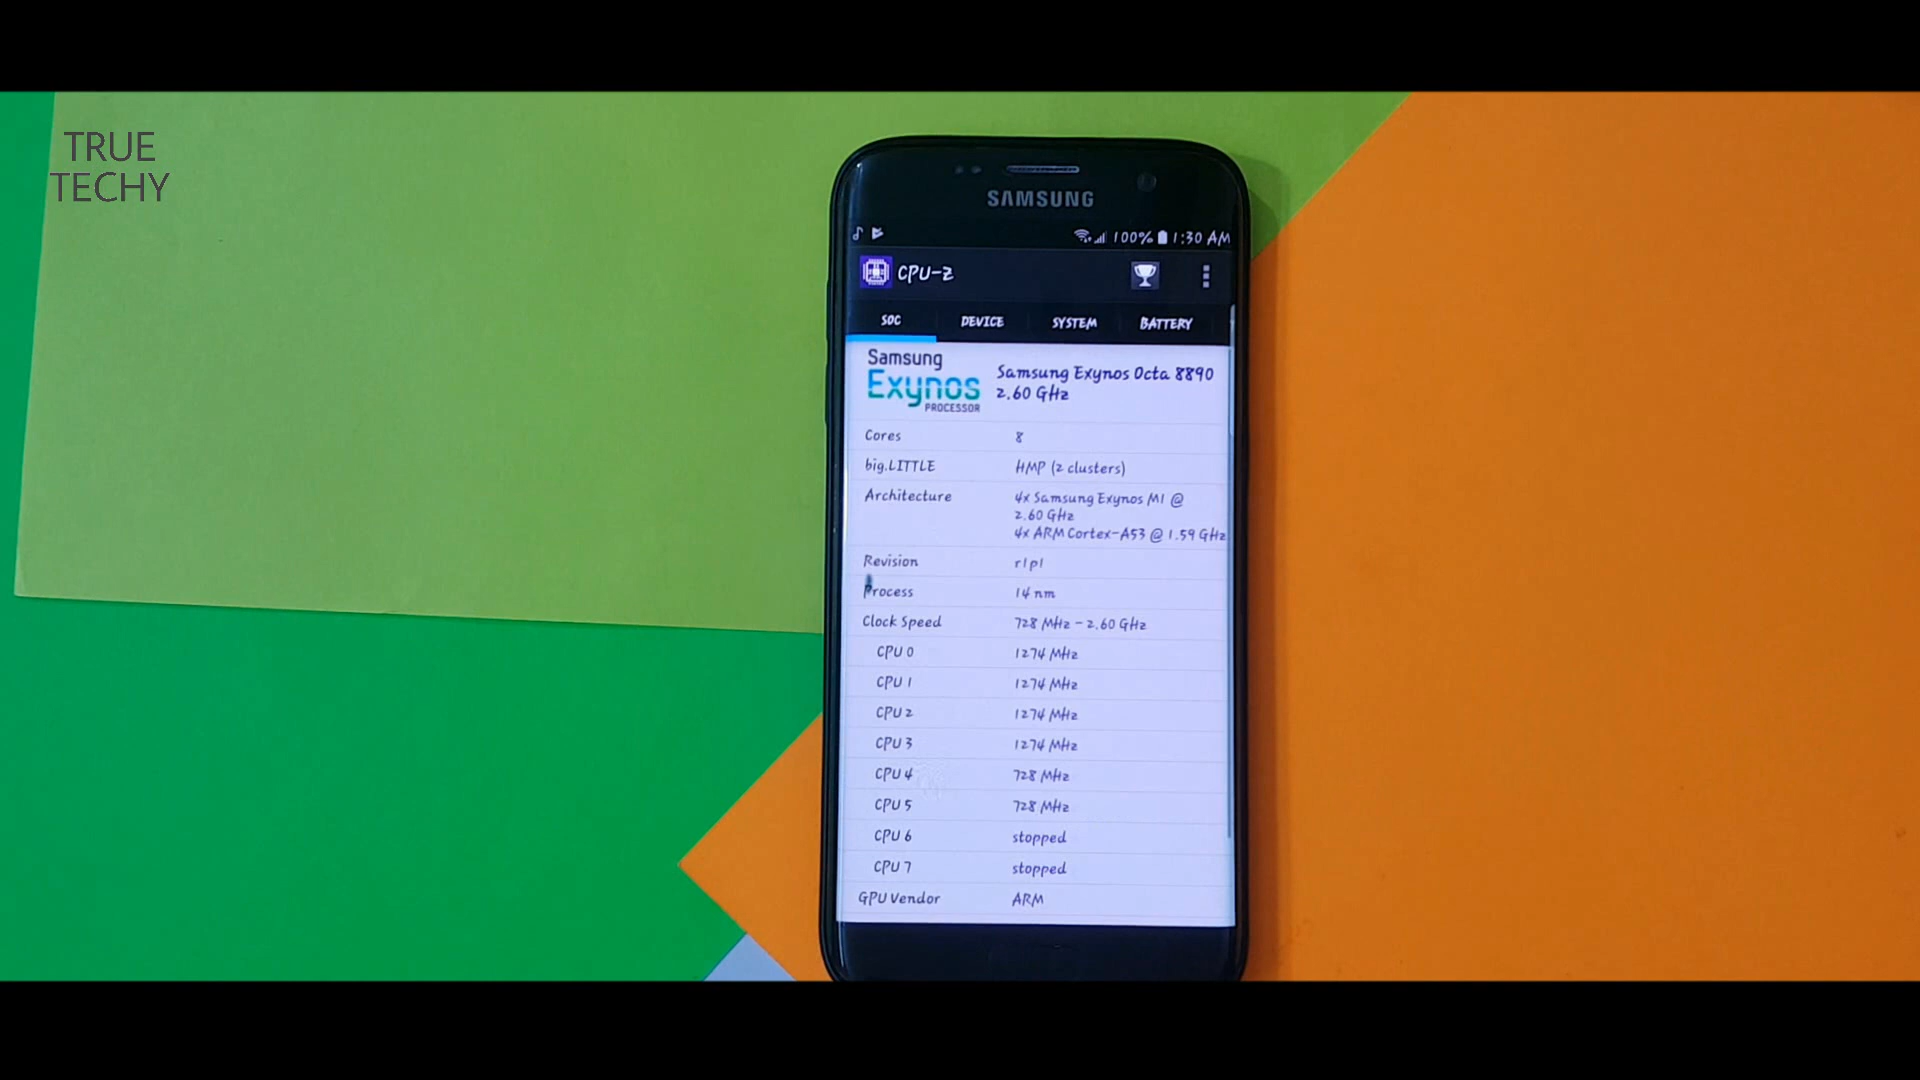 TRUE
TECHY
SAMSUNG
100% 1:30 AM
CPU-Z
SOC DEVICE SYSTEM BATTERY
Samsung
Exynos
PROCESSOR
Samsung Exynos Octa 8890
2.60 GHz
Cores 8
big.LITTLE HMP (2 clusters)
Architecture 4x Samsung Exynos M1 @
2.60 GHz
4x ARM Cortex-A53 @ 1.59 GHz
Revision r1p1
Process 14 nm
Clock Speed 728 MHz - 2.60 GHz
CPU 0 1274 MHz
CPU 1 1274 MHz
CPU 2 1274 MHz
CPU 3 1274 MHz
CPU 4 728 MHz
CPU 5 728 MHz
CPU 6 stopped
CPU 7 stopped
GPU Vendor ARM